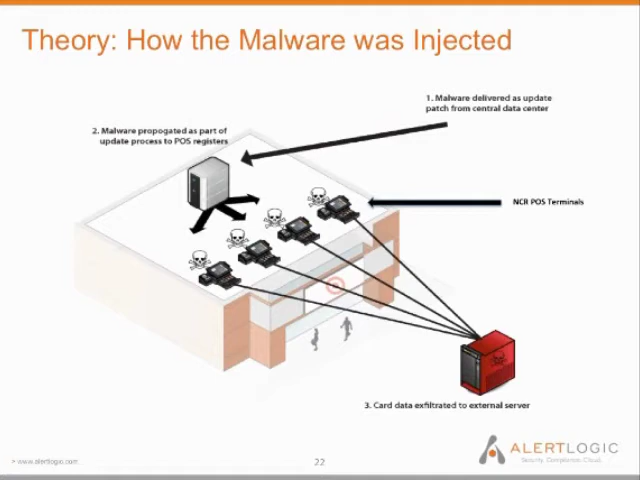 Theory: How the Malware was Injected
1. Malware delivered as update
patch from central data center
2. Malware propogated as part of
update process to POS registers
NCR POS Terminals
3. Card data exfiltrated to external server
> www.alertlogic.com
22
ALERTLOGIC
Security. Compliance. Cloud.